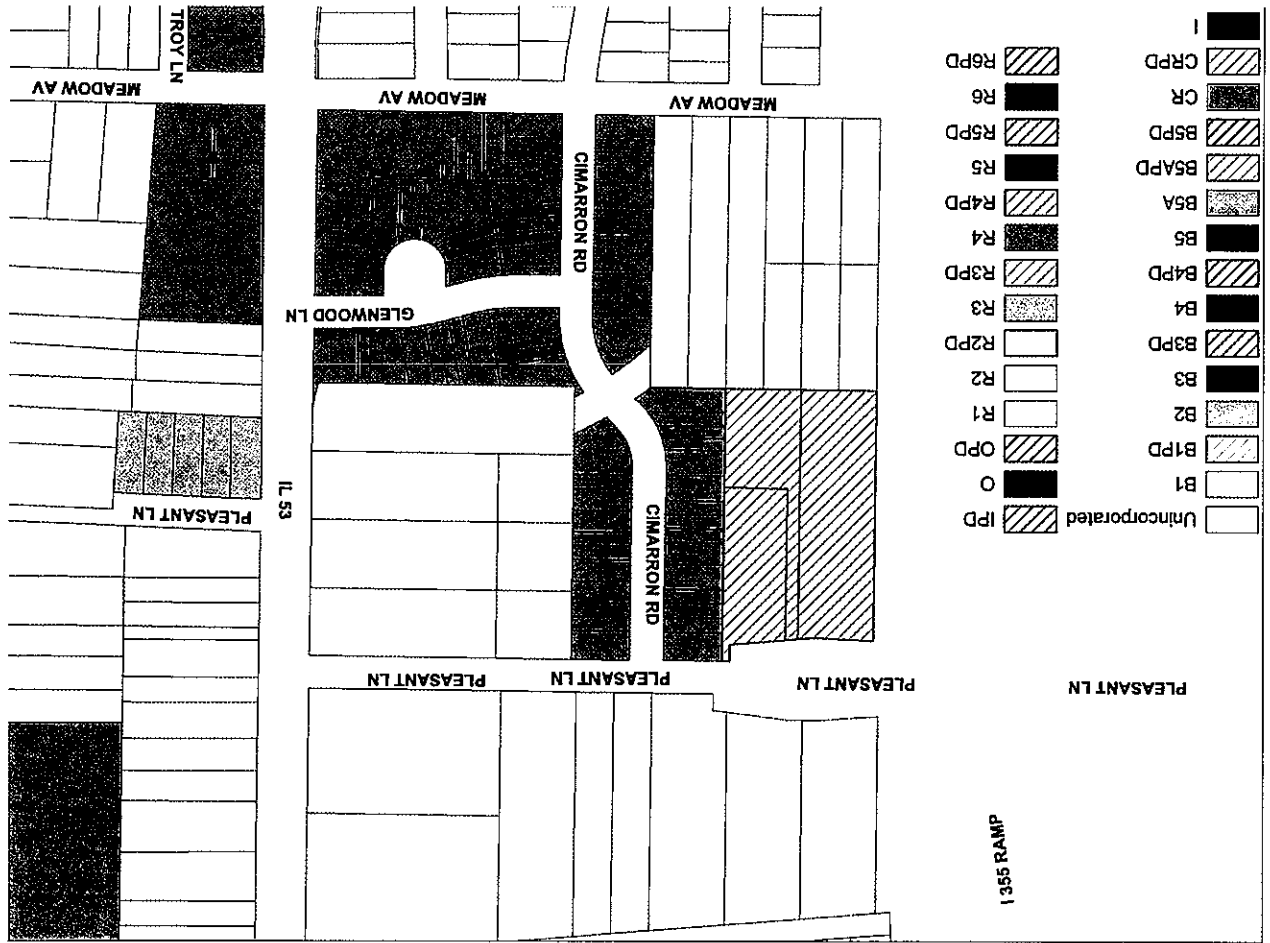 I 355 RAMP
PLEASANT LN
PLEASANT LN
PLEASANT LN
PLEASANT LN
CIMARRON RD
PLEASANT LN
IL 53
GLENWOOD LN
CIMARRON RD
MEADOW AV
MEADOW AV
MEADOW AV
TROY LN
Unincorporated
B1
B1PD
B2
B3
B3PD
B4
B4PD
B5
B5A
B5APD
B5PD
CR
CRPD
I
IPD
O
OPD
R1
R2
R2PD
R3
R3PD
R4
R4PD
R5
R5PD
R6
R6PD